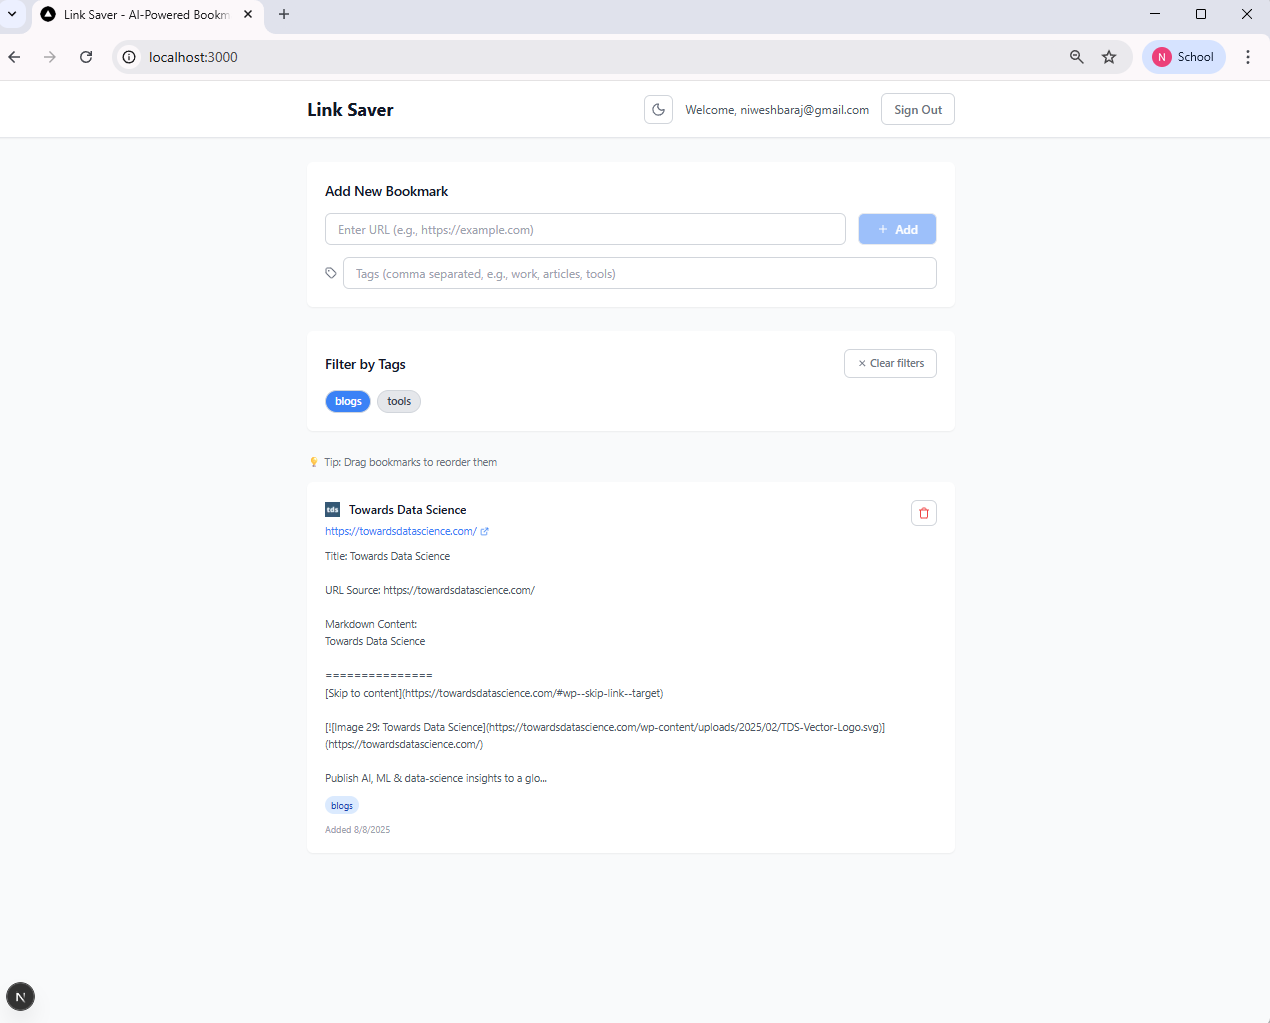 Link Saver - AI-Powered Bookm
localhost:3000
N School
Link Saver
Welcome, niweshbaraj@gmail.com
Sign Out
Add New Bookmark
Enter URL (e.g., https://example.com)
+ Add
Tags (comma separated, e.g., work, articles, tools)
Filter by Tags
× Clear filters
blogs tools
Tip: Drag bookmarks to reorder them
tds Towards Data Science
https://towardsdatascience.com/
Title: Towards Data Science
URL Source: https://towardsdatascience.com/
Markdown Content:
Towards Data Science
===============
[Skip to content](https://towardsdatascience.com/#wp--skip-link--target)
[![Image 29: Towards Data Science](https://towardsdatascience.com/wp-content/uploads/2025/02/TDS-Vector-Logo.svg)]
(https://towardsdatascience.com/)
Publish AI, ML & data-science insights to a glo...
blogs
Added 8/8/2025
N